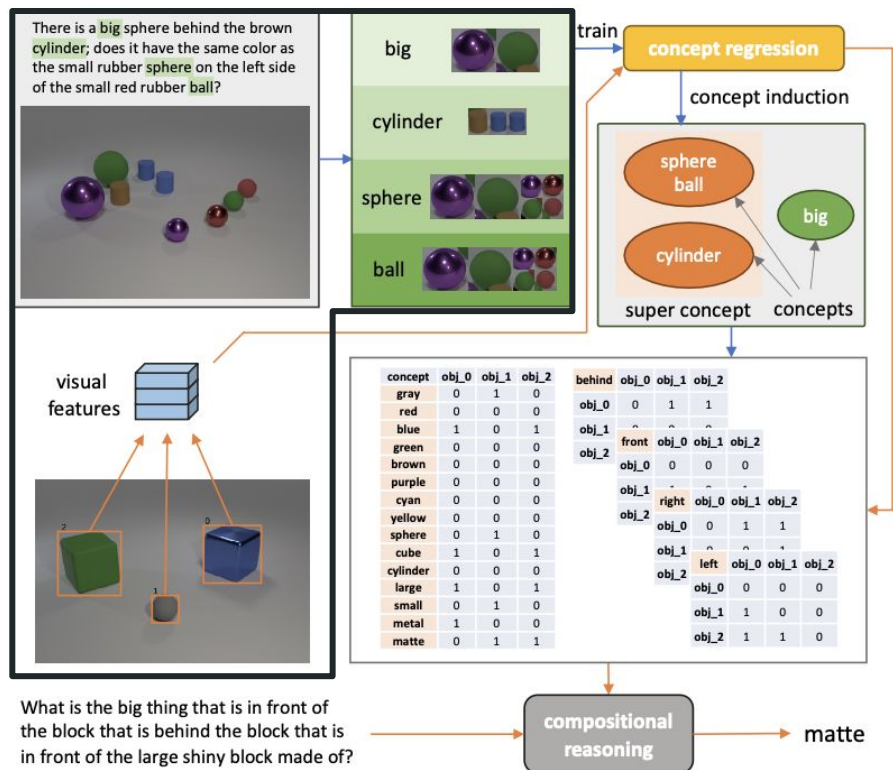 There is a big sphere behind the brown
cylinder; does it have the same color as
the small rubber sphere on the left side
of the small red rubber ball?
big
cylinder
sphere
ball
train
concept regression
concept induction
sphere
ball
big
cylinder
super concept
concepts
visual
features
2
1
0
concept obj_0 obj_1 obj_2
gray 0 1 0
red 0 0 0
blue 1 0 1
green 0 0 0
brown 0 0 0
purple 0 0 0
cyan 0 0 0
yellow 0 0 0
sphere 0 1 0
cube 1 0 1
cylinder 0 0 0
large 1 0 1
small 0 1 0
metal 1 0 0
matte 0 1 1
behind obj_0 obj_1 obj_2
obj_0 0 1 1
obj_1
obj_2
front obj_0 obj_1 obj_2
obj_0 0 0 0
obj_1
obj_2
right obj_0 obj_1 obj_2
obj_0 0 1 1
obj_1
obj_2
left obj_0 obj_1 obj_2
obj_0 0 0 0
obj_1 1 0 0
obj_2 1 1 0
What is the big thing that is in front of
the block that is behind the block that is
in front of the large shiny block made of?
compositional
reasoning
matte